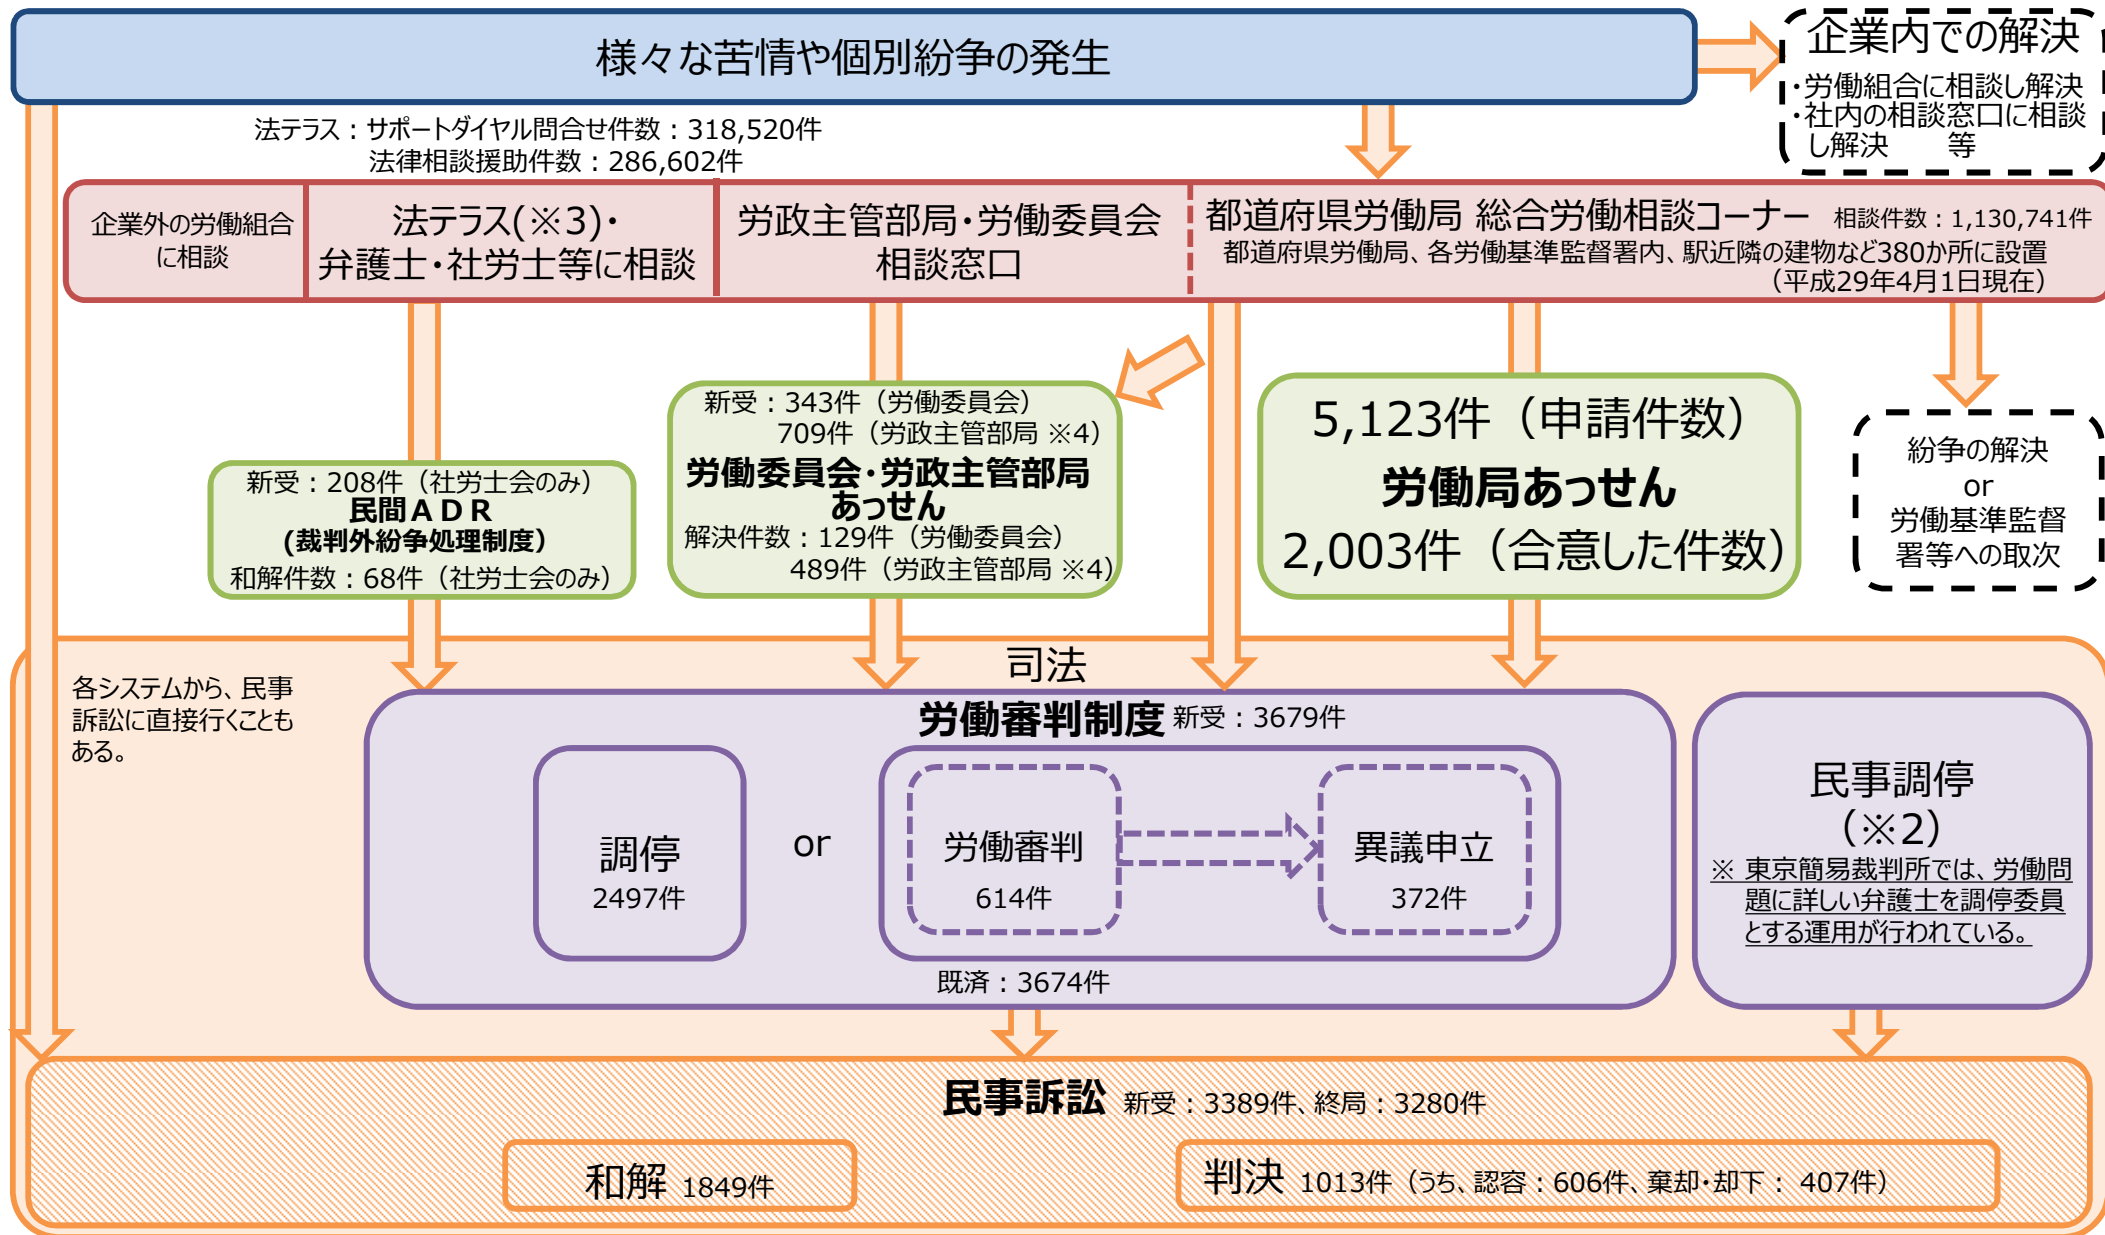 様々な苦情や個別紛争の発生
企業内での解決
・労働組合に相談し解決
・社内の相談窓口に相談
し解決　　等
法テラス：サポートダイヤル問合せ件数：318,520件
法律相談援助件数：286,602件
企業外の労働組合
に相談
法テラス(※3)・
弁護士・社労士等に相談
労政主管部局・労働委員会
相談窓口
都道府県労働局 総合労働相談コーナー 相談件数：1,130,741件
都道府県労働局、各労働基準監督署内、駅近隣の建物など380か所に設置
（平成29年4月1日現在）
新受：208件（社労士会のみ）
民間ＡＤＲ
(裁判外紛争処理制度）
和解件数：68件（社労士会のみ）
新受：343件（労働委員会）
709件（労政主管部局 ※4）
労働委員会・労政主管部局
あっせん
解決件数：129件（労働委員会）
489件（労政主管部局 ※4）
5,123件（申請件数）
労働局あっせん
2,003件（合意した件数）
紛争の解決
or
労働基準監督
署等への取次
司法
各システムから、民事
訴訟に直接行くことも
ある。
労働審判制度 新受：3679件
調停
2497件
or
労働審判
614件
異議申立
372件
既済：3674件
民事調停
（※2）
※ 東京簡易裁判所では、労働問
題に詳しい弁護士を調停委員
とする運用が行われている。
民事訴訟 新受：3389件、終局：3280件
和解 1849件
判決 1013件（うち、認容：606件、棄却・却下： 407件）